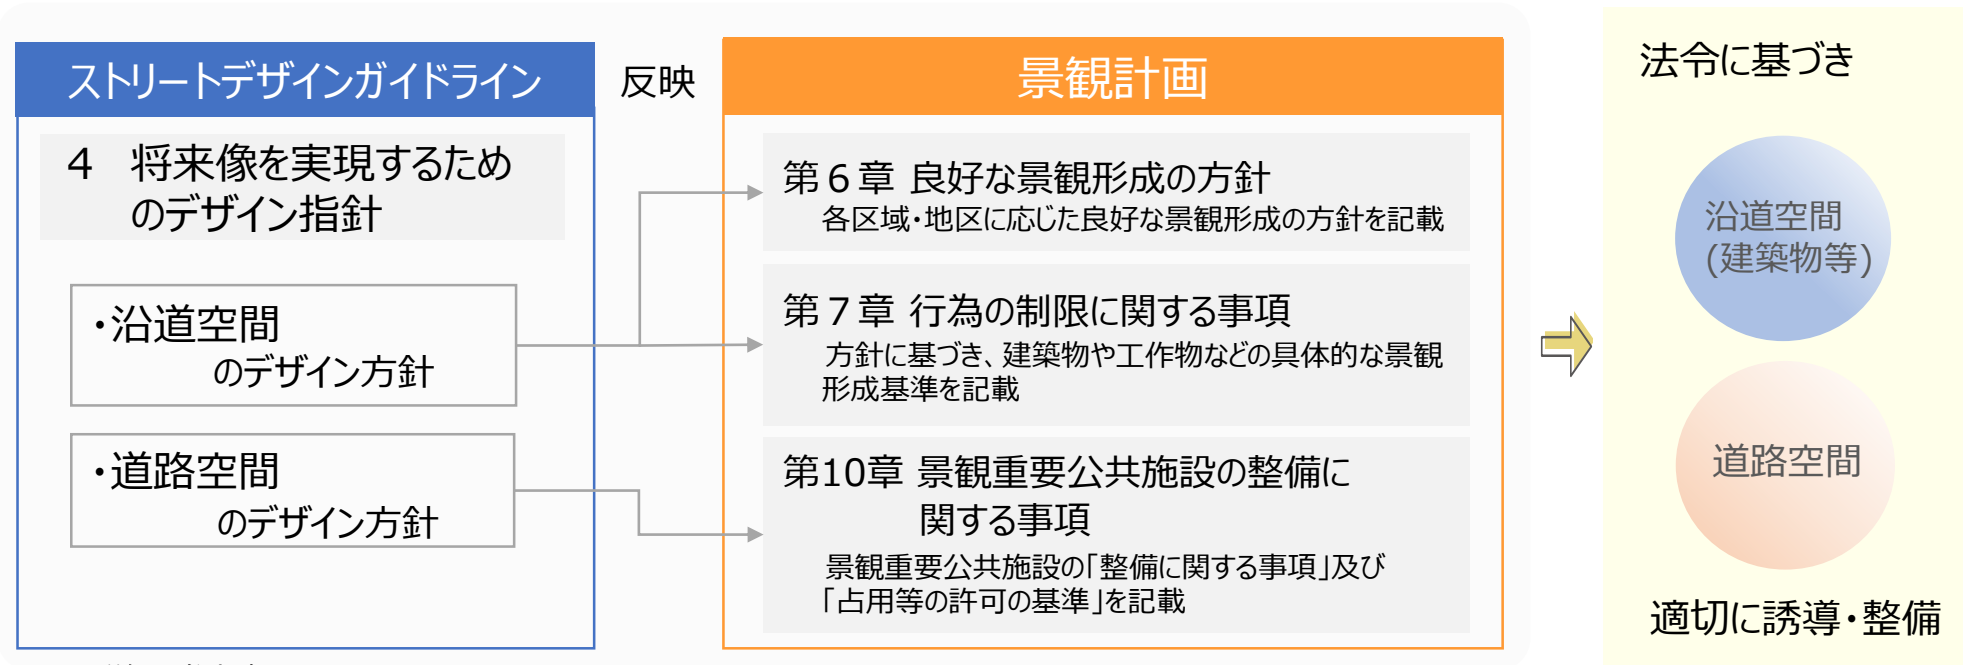 ストリートデザインガイドライン
４　将来像を実現するため
のデザイン指針
・沿道空間
のデザイン方針
・道路空間
のデザイン方針
反映
景観計画
第６章 良好な景観形成の方針
各区域・地区に応じた良好な景観形成の方針を記載
第７章 行為の制限に関する事項
方針に基づき、建築物や工作物などの具体的な景観
形成基準を記載
第10章 景観重要公共施設の整備に
関する事項
景観重要公共施設の「整備に関する事項」及び
「占用等の許可の基準」を記載
法令に基づき
沿道空間
(建築物等)
道路空間
適切に誘導・整備